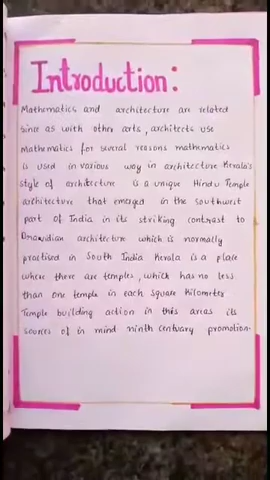 Introduction:
Mathematics and architecture are related
since as with other arts, architects use
Mathematics for several reasons mathematics
is used in various way in architecture Kerala's
style of architecture is a unique Hindu Temple
architecture that emerged in the southwest
part of India in its striking contrast to
Drawidian architecture which is normally
practised in South India Kerala is a place
where there are temples, which has no less
than one temple in each square kilometer
Temple building action in this areas its
sources of in mind ninth centuary promotion.